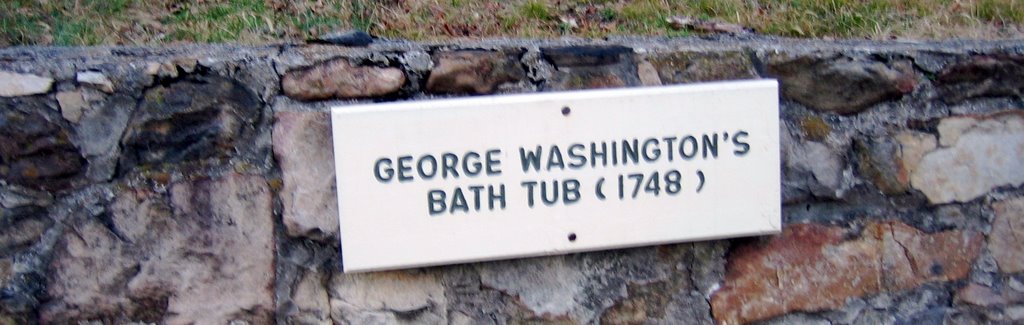 GEORGE WASHINGTON'S
BATH TUB ( 1748 )